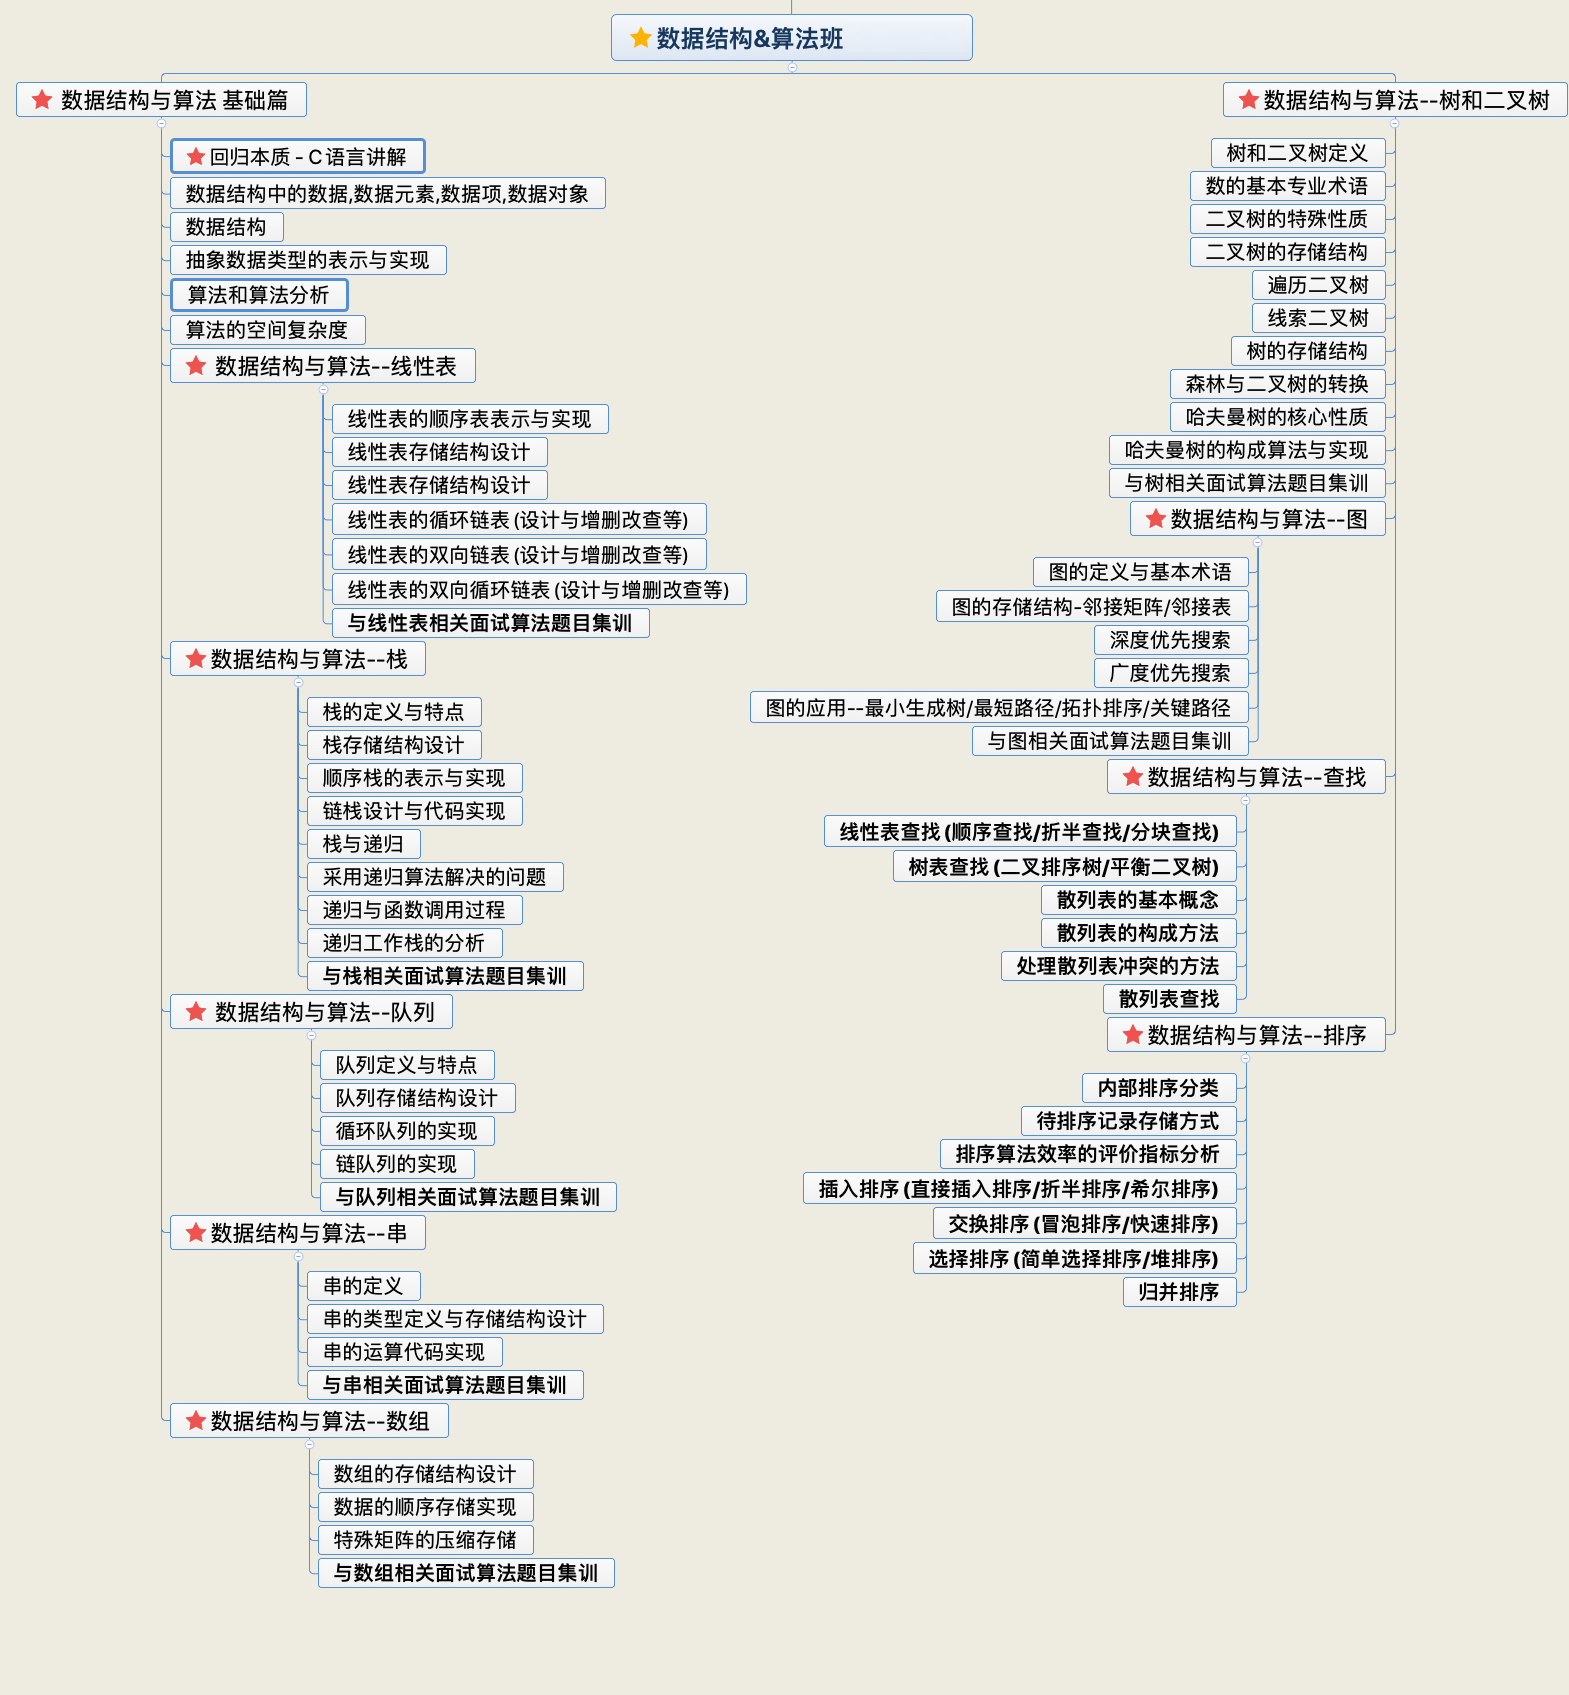 数据结构&算法班
数据结构与算法 基础篇
回归本质 - C语言讲解
数据结构中的数据,数据元素,数据项,数据对象
数据结构
抽象数据类型的表示与实现
算法和算法分析
算法的空间复杂度
数据结构与算法--线性表
线性表的顺序表表示与实现
线性表存储结构设计
线性表存储结构设计
线性表的循环链表 (设计与增删改查等)
线性表的双向链表 (设计与增删改查等)
线性表的双向循环链表 (设计与增删改查等)
与线性表相关面试算法题目集训
数据结构与算法--栈
栈的定义与特点
栈存储结构设计
顺序栈的表示与实现
链栈设计与代码实现
栈与递归
采用递归算法解决的问题
递归与函数调用过程
递归工作栈的分析
与栈相关面试算法题目集训
数据结构与算法--队列
队列定义与特点
队列存储结构设计
循环队列的实现
链队列的实现
与队列相关面试算法题目集训
数据结构与算法--串
串的定义
串的类型定义与存储结构设计
串的运算代码实现
与串相关面试算法题目集训
数据结构与算法--数组
数组的存储结构设计
数据的顺序存储实现
特殊矩阵的压缩存储
与数组相关面试算法题目集训
数据结构与算法--树和二叉树
树和二叉树定义
数的基本专业术语
二叉树的特殊性质
二叉树的存储结构
遍历二叉树
线索二叉树
树的存储结构
森林与二叉树的转换
哈夫曼树的核心性质
哈夫曼树的构成算法与实现
与树相关面试算法题目集训
数据结构与算法--图
图的定义与基本术语
图的存储结构-邻接矩阵/邻接表
深度优先搜索
广度优先搜索
图的应用--最小生成树/最短路径/拓扑排序/关键路径
与图相关面试算法题目集训
数据结构与算法--查找
线性表查找 (顺序查找/折半查找/分块查找)
树表查找 (二叉排序树/平衡二叉树)
散列表的基本概念
散列表的构成方法
处理散列表冲突的方法
散列表查找
数据结构与算法--排序
内部排序分类
待排序记录存储方式
排序算法效率的评价指标分析
插入排序 (直接插入排序/折半排序/希尔排序)
交换排序 (冒泡排序/快速排序)
选择排序 (简单选择排序/堆排序)
归并排序